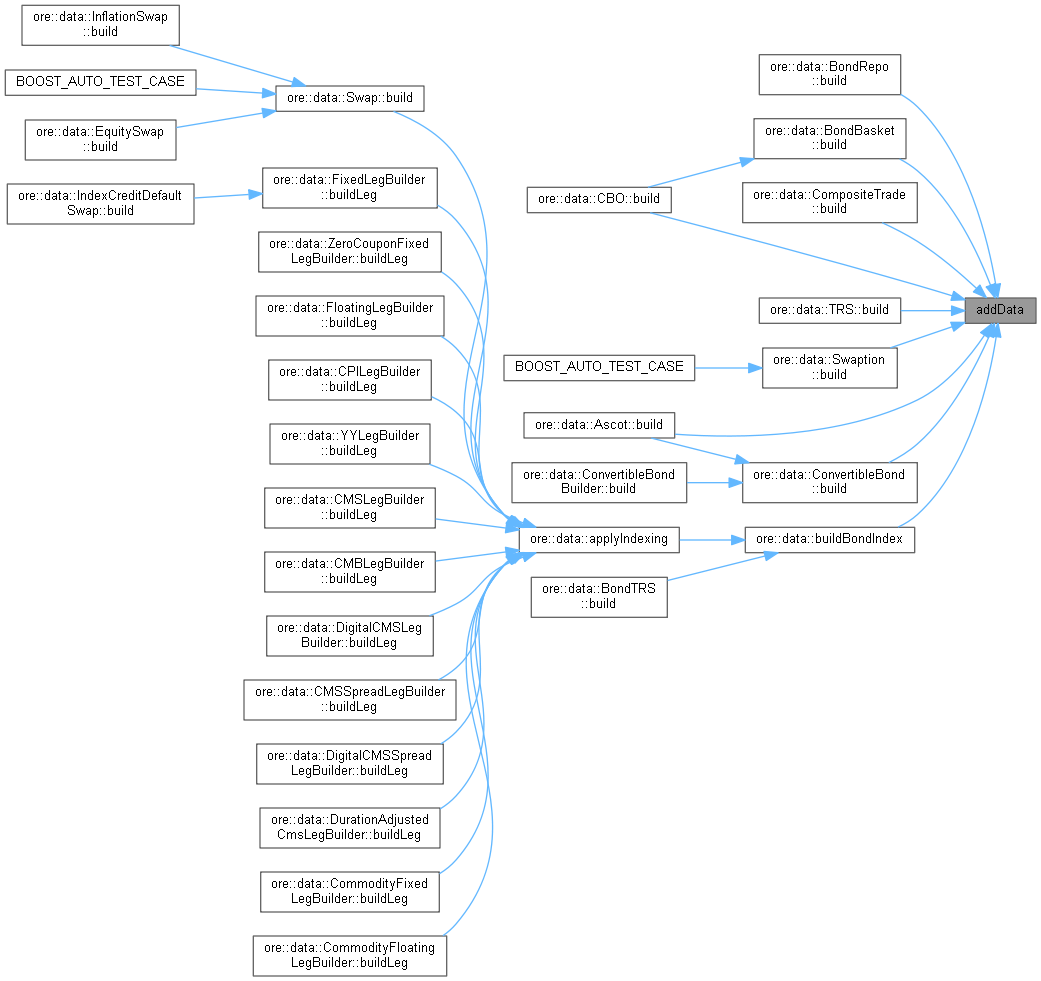 ore::data::InflationSwap
::build
BOOST_AUTO_TEST_CASE
ore::data::EquitySwap
::build
ore::data::IndexCreditDefault
Swap::build
ore::data::Swap::build
ore::data::FixedLegBuilder
::buildLeg
ore::data::ZeroCouponFixed
LegBuilder::buildLeg
ore::data::FloatingLegBuilder
::buildLeg
ore::data::CPILegBuilder
::buildLeg
ore::data::YYLegBuilder
::buildLeg
ore::data::CMSLegBuilder
::buildLeg
ore::data::CMBLegBuilder
::buildLeg
ore::data::DigitalCMSLeg
Builder::buildLeg
ore::data::CMSSpreadLegBuilder
::buildLeg
ore::data::DigitalCMSSpread
LegBuilder::buildLeg
ore::data::DurationAdjusted
CmsLegBuilder::buildLeg
ore::data::CommodityFixed
LegBuilder::buildLeg
ore::data::CommodityFloating
LegBuilder::buildLeg
ore::data::CBO::build
BOOST_AUTO_TEST_CASE
ore::data::Ascot::build
ore::data::ConvertibleBond
Builder::build
ore::data::applyIndexing
ore::data::BondTRS
::build
ore::data::BondRepo
::build
ore::data::BondBasket
::build
ore::data::CompositeTrade
::build
ore::data::TRS::build
ore::data::Swaption
::build
ore::data::ConvertibleBond
::build
ore::data::buildBondIndex
addData